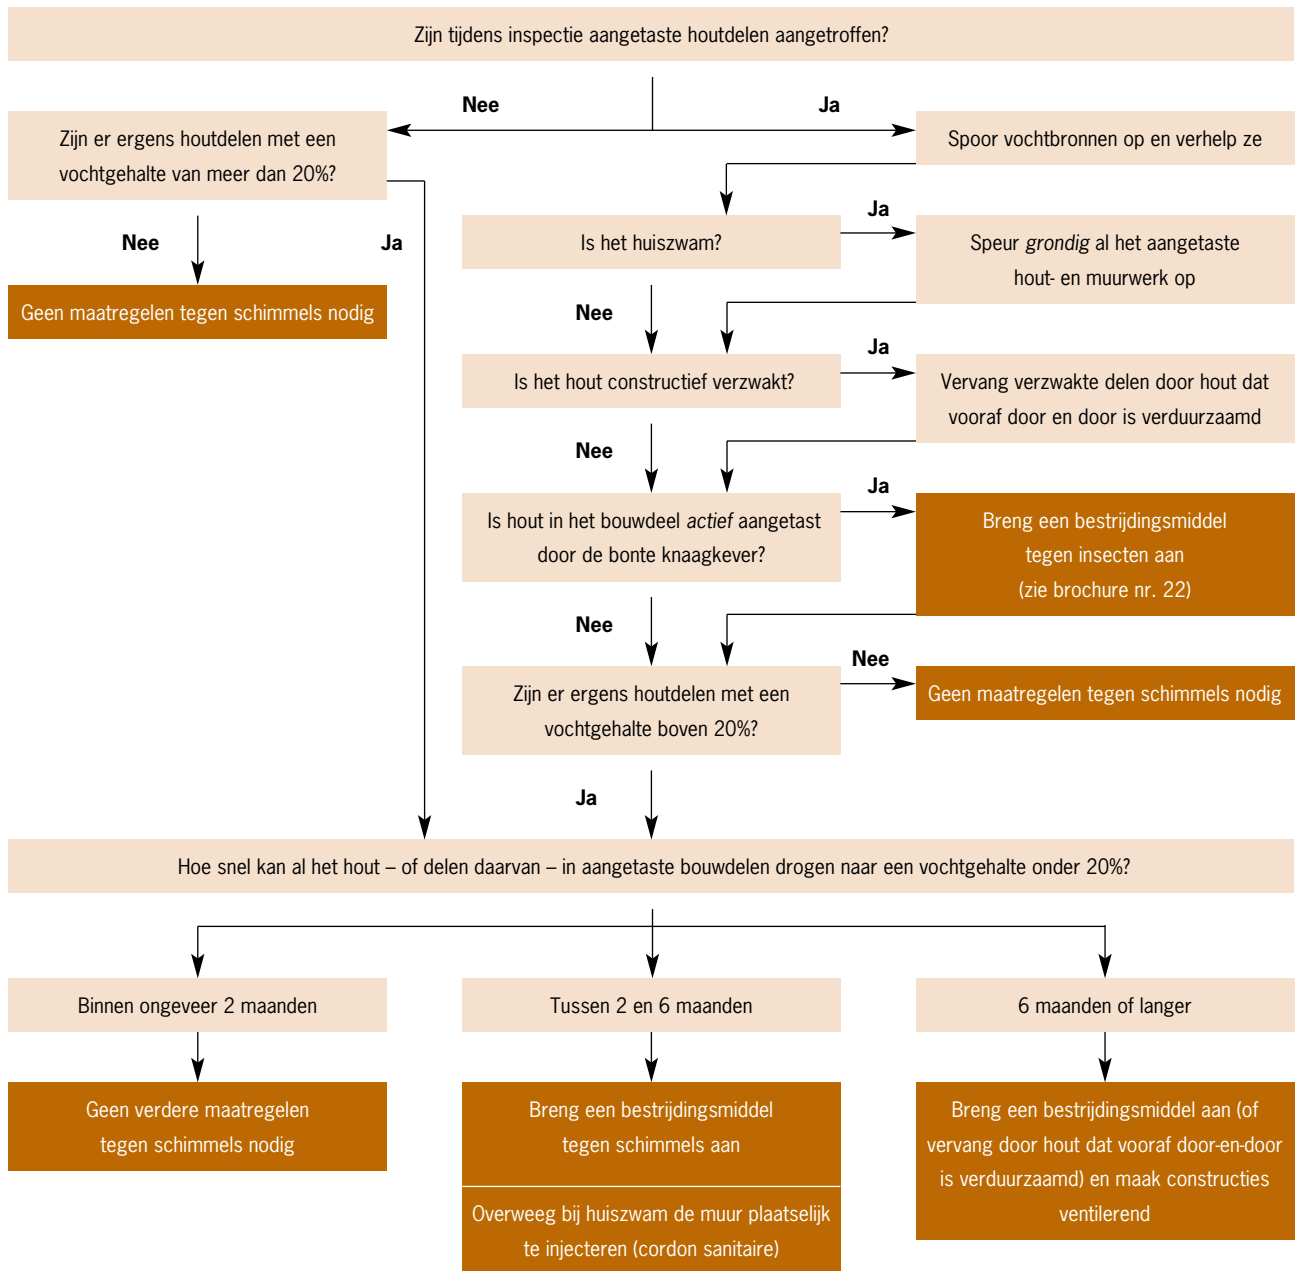 Zijn tijdens inspectie aangetaste houtdelen aangetroffen?
Nee
Ja
Zijn er ergens houtdelen met een
vochtgehalte van meer dan 20%?
Spoor vochtbronnen op en verhelp ze
Nee
Ja
Geen maatregelen tegen schimmels nodig
Is het huiszwam?
Ja
Speur grondig al het aangetaste
hout- en muurwerk op
Nee
Is het hout constructief verzwakt?
Ja
Vervang verzwakte delen door hout dat
vooraf door en door is verduurzaamd
Nee
Is hout in het bouwdeel actief aangetast
door de bonte knaagkever?
Ja
Breng een bestrijdingsmiddel
tegen insecten aan
(zie brochure nr. 22)
Nee
Zijn er ergens houtdelen met een
vochtgehalte boven 20%?
Nee
Geen maatregelen tegen schimmels nodig
Ja
Hoe snel kan al het hout – of delen daarvan – in aangetaste bouwdelen drogen naar een vochtgehalte onder 20%?
Binnen ongeveer 2 maanden
Tussen 2 en 6 maanden
6 maanden of langer
Geen verdere maatregelen
tegen schimmels nodig
Breng een bestrijdingsmiddel
tegen schimmels aan
Overweeg bij huiszwam de muur plaatselijk
te injecteren (cordon sanitaire)
Breng een bestrijdingsmiddel aan (of
vervang door hout dat vooraf door-en-door
is verduurzaamd) en maak constructies
ventilerend